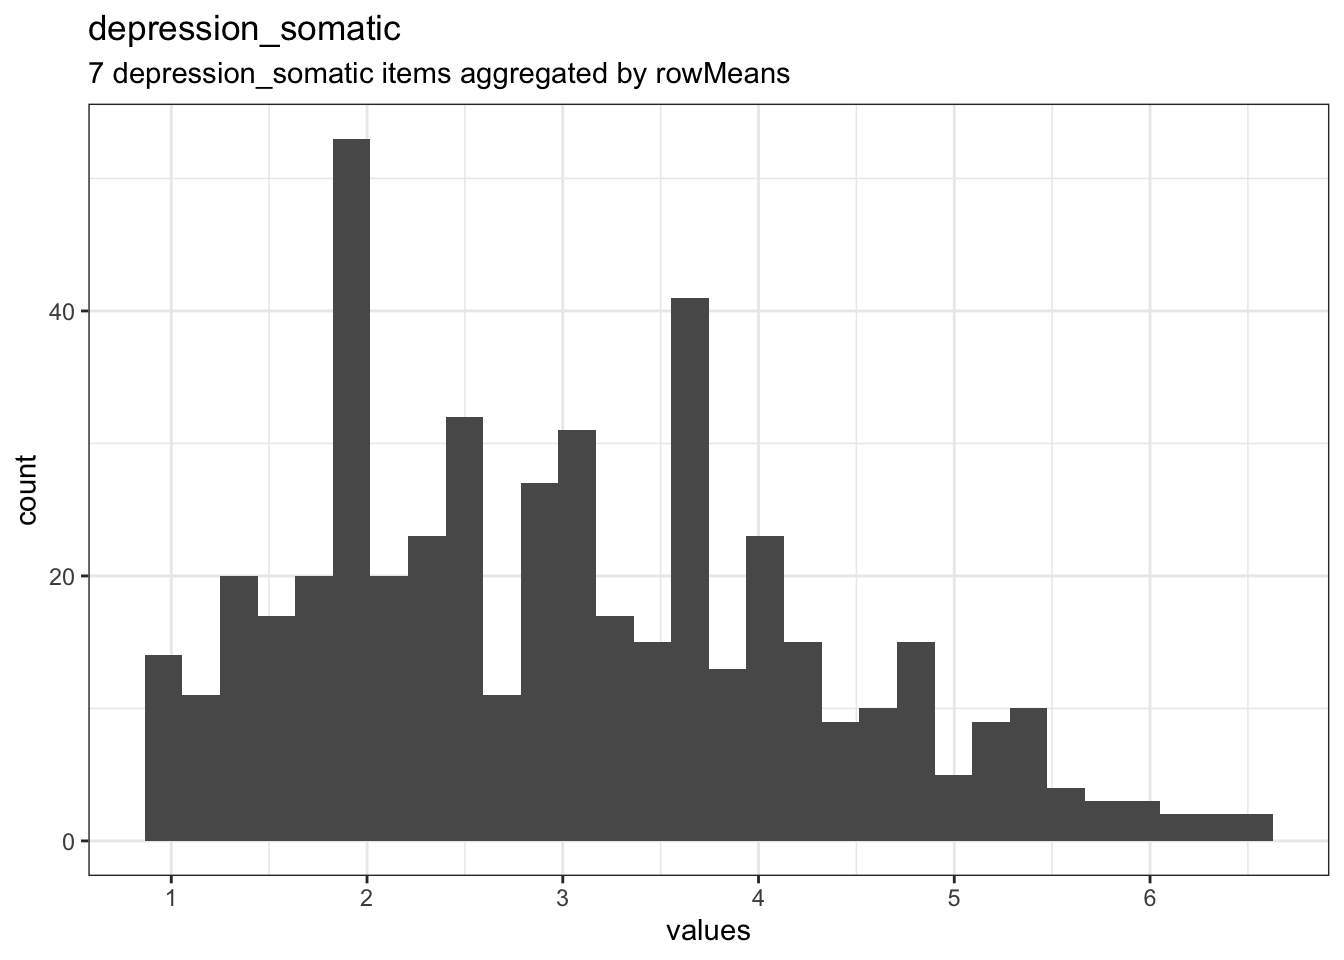 depression_somatic
7 depression_somatic items aggregated by rowMeans
count
40
20
0
1 2 3 4 5 6
values